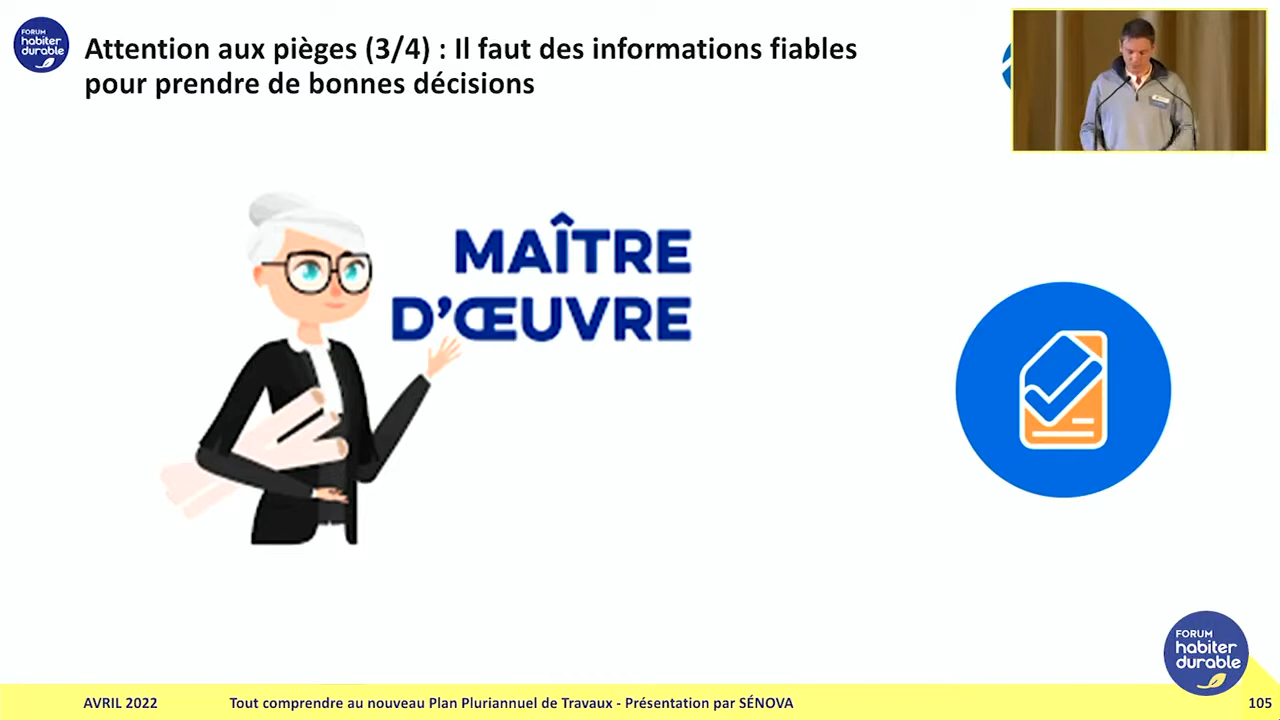 FORUM
habiter
durable
Attention aux pièges (3/4) : Il faut des informations fiables
pour prendre de bonnes décisions
MAÎTRE
D'ŒUVRE
FORUM
habiter
durable
AVRIL 2022
Tout comprendre au nouveau Plan Pluriannuel de Travaux - Présentation par SÉNOVA
105